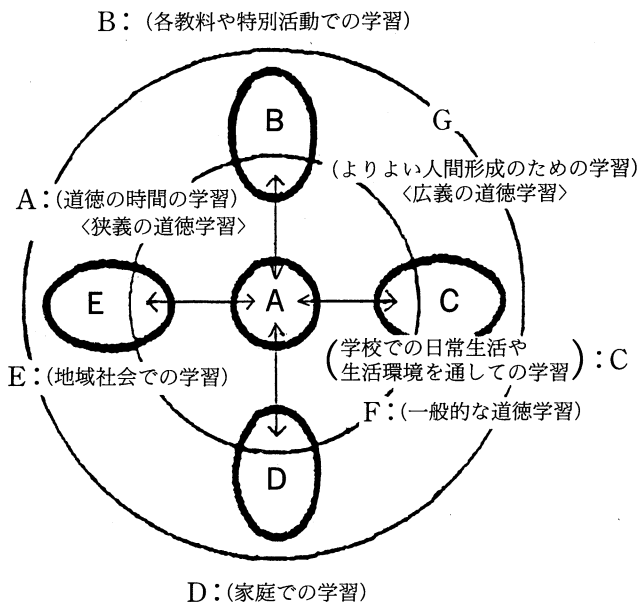 B：（各教料や特別活動での学習）
B
G
（よりよい人間形成のための学習）
〈広義の道徳学習〉
A：（道徳の時間の学習）
〈狭義の道徳学習〉
E
A
C
（学校での日常生活や
生活環境を通しての学習）：C
E：（地域社会での学習）
F：（一般的な道徳学習）
D
D：（家庭での学習）